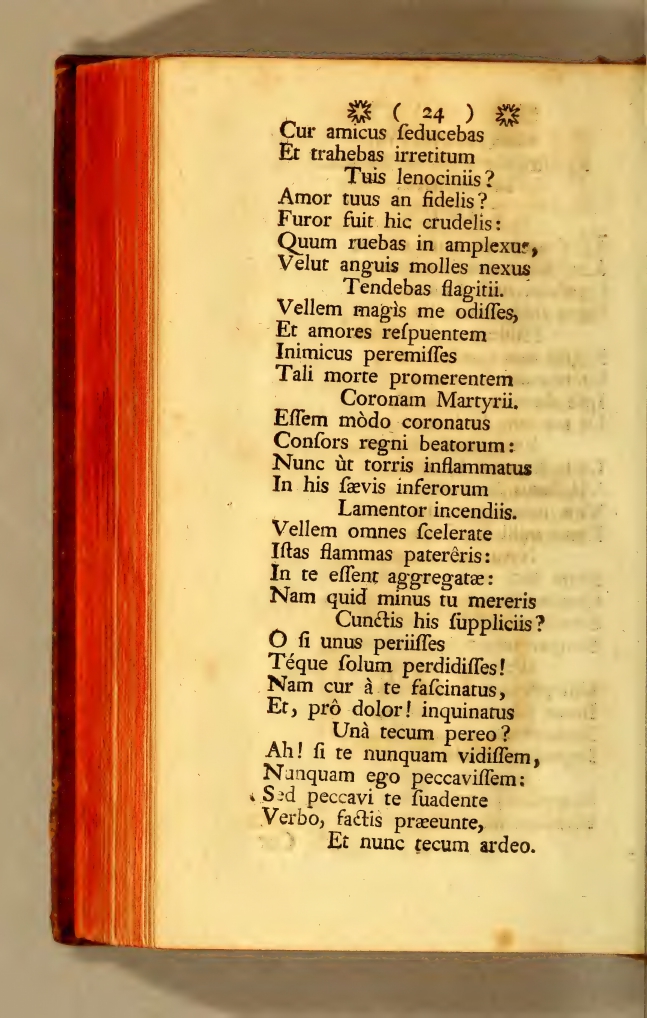 ( 24 )
Cur amicus ſeducebas
Et trahebas irretitum
Tuis lenociniis?
Amor tuus an fidelis?
Furor fuit hic crudelis:
Quum ruebas in amplexus,
Velut anguis molles nexus
Tendebas flagitii.
Vellem magìs me odiſſes,
Et amores reſpuentem
Inimicus peremiſſes
Tali morte promerentem
Coronam Martyrii.
Eſſem mòdo coronatus
Conſors regni beatorum:
Nunc ùt torris inflammatus
In his ſævis inferorum
Lamentor incendiis.
Vellem omnes ſcelerate
Iſtas flammas paterêris:
In te eſſent aggregatæ:
Nam quid minus tu mereris
Cunctis his ſuppliciis?
O ſi unus periiſſes
Téque ſolum perdidiſſes!
Nam cur à te faſcinatus,
Et, prô dolor! inquinatus
Unà tecum pereo?
Ah! ſi te nunquam vidiſſem,
Nunquam ego peccaviſſem:
Sed peccavi te ſuadente
Verbo, factis præeunte,
Et nunc tecum ardeo.